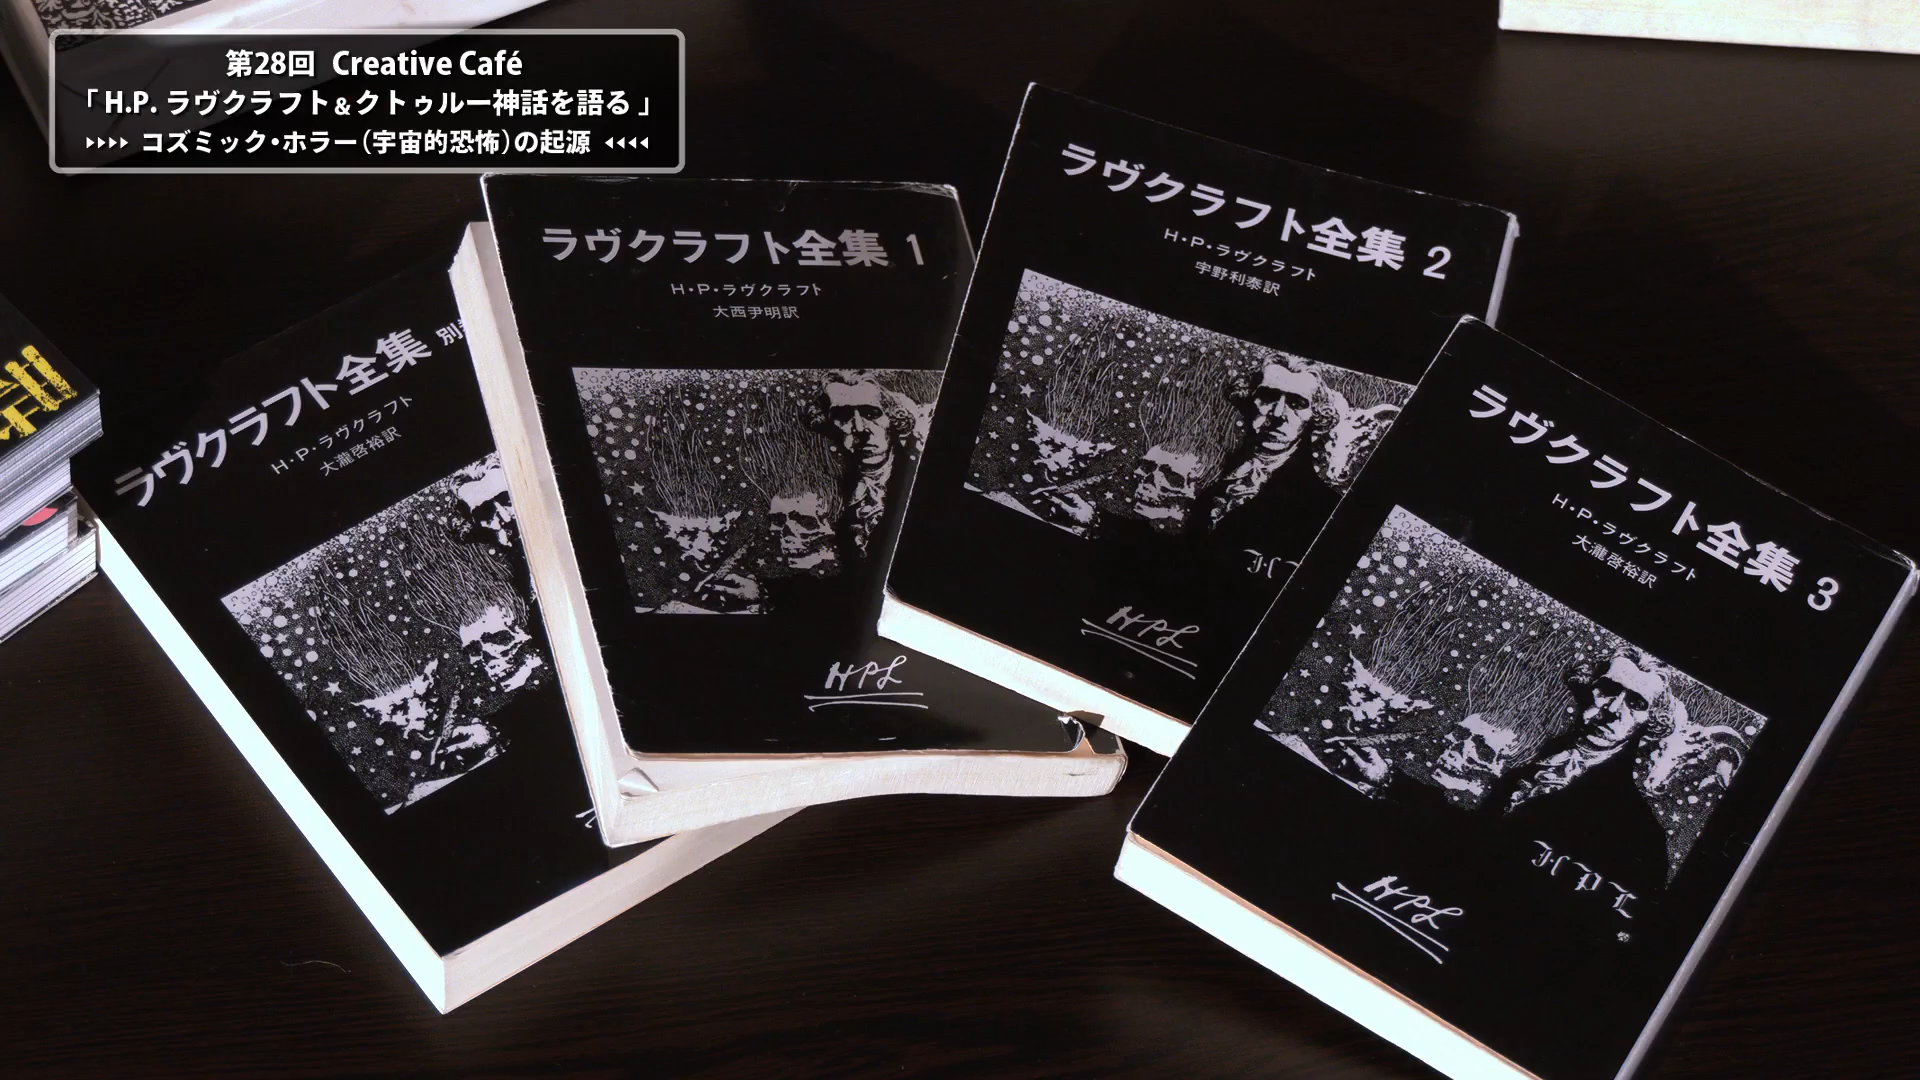 第28回 Creative Café
「 H.P. ラヴクラフト＆クトゥルー神話を語る 」
コズミック・ホラー（宇宙的恐怖）の起源
ラヴクラフト全集 別
H・P・ラヴクラフト
大瀧啓裕訳
ラヴクラフト全集 1
H・P・ラヴクラフト
大西尹明訳
HPL
ラヴクラフト全集 2
H・P・ラヴクラフト
宇野利泰訳
HPL
ラヴクラフト全集 3
H・P・ラヴクラフト
大瀧啓裕訳
HPL